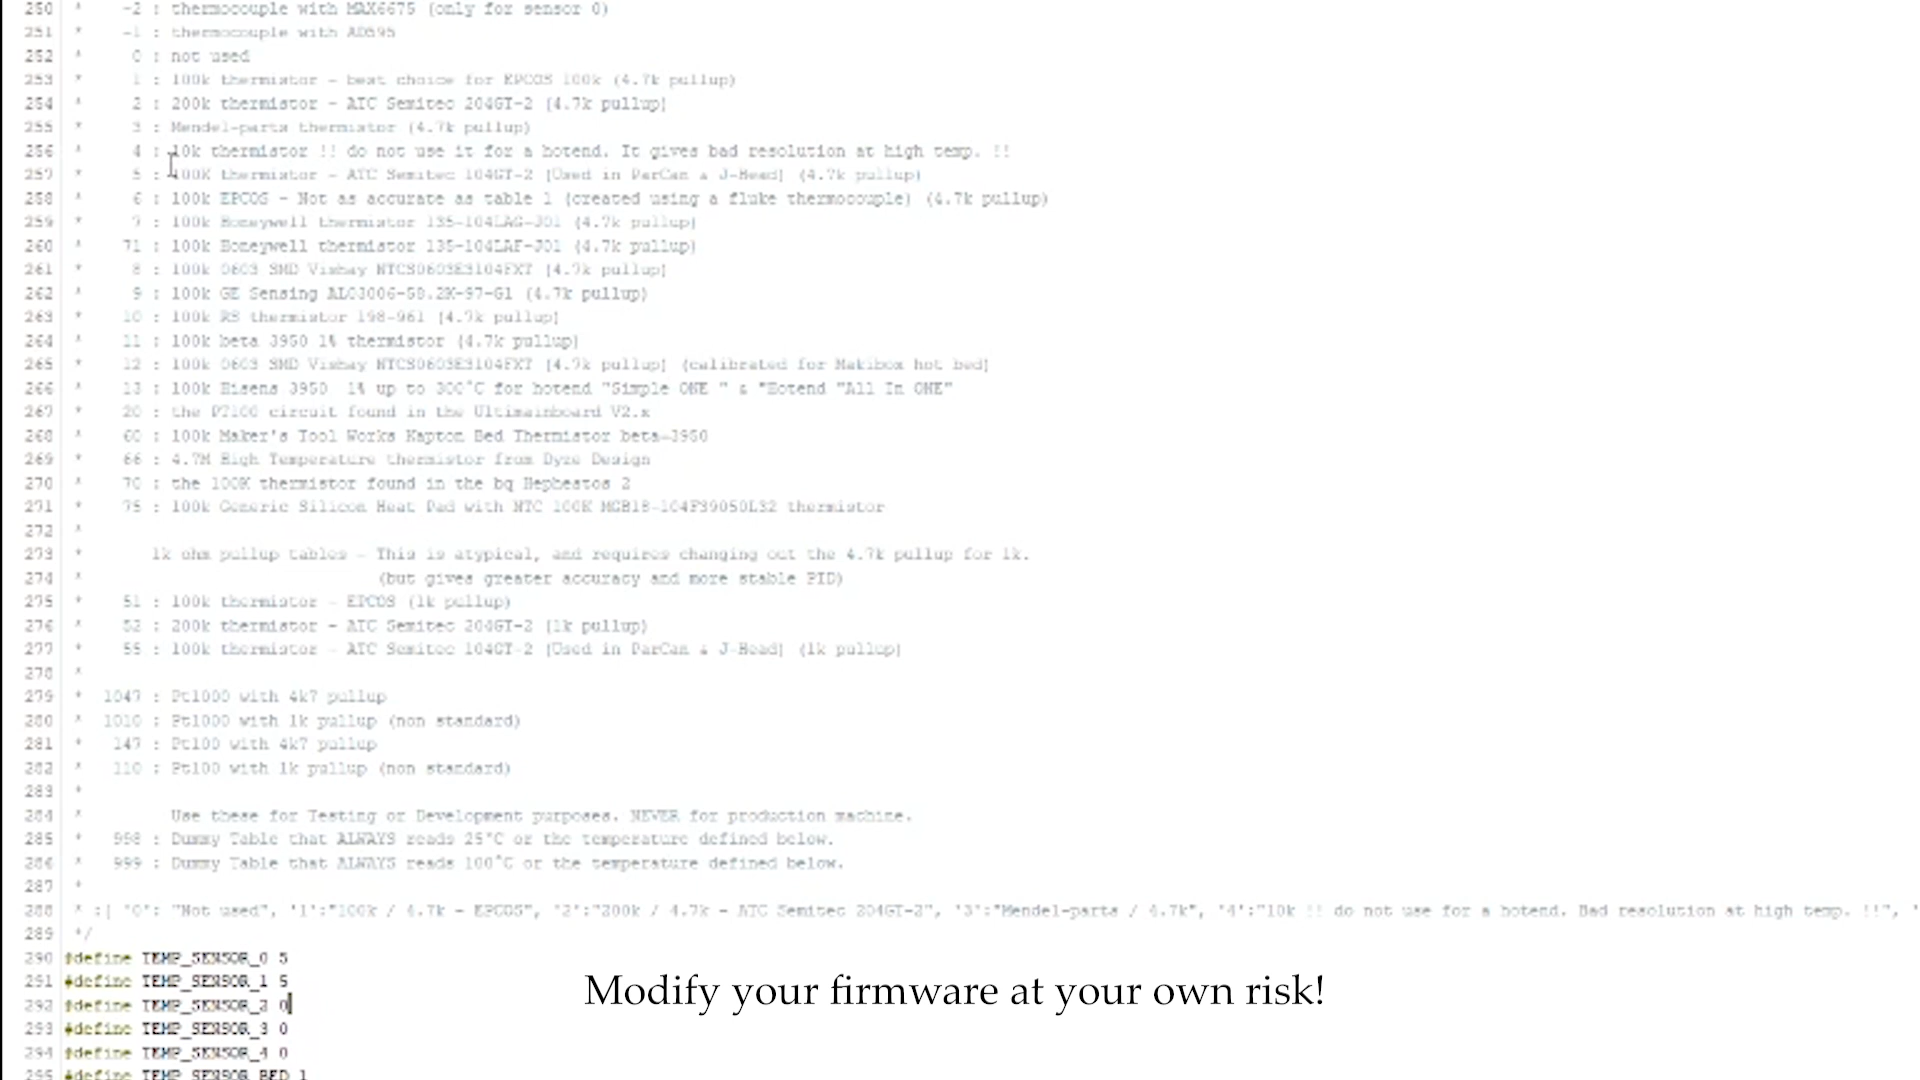 250 * -2 : thermocouple with MAX6675 (only for sensor 0)
251 * -1 : thermocouple with AD595
252 * 0 : not used
253 * 1 : 100k thermistor - best choice for EPCOS 100k (4.7k pullup)
254 * 2 : 200k thermistor - ATC Semitec 204GT-2 (4.7k pullup)
255 * 3 : Mendel-parts thermistor (4.7k pullup)
256 * 4 : 10k thermistor !! do not use it for a hotend. It gives bad resolution at high temp. !!
257 * 5 : 100K thermistor - ATC Semitec 104GT-2 (Used in ParCan & J-Head) (4.7k pullup)
258 * 6 : 100k EPCOS - Not as accurate as table 1 (created using a fluke thermocouple) (4.7k pullup)
259 * 7 : 100k Honeywell thermistor 135-104LAG-J01 (4.7k pullup)
260 * 71 : 100k Honeywell thermistor 135-104LAF-J01 (4.7k pullup)
261 * 8 : 100k 0603 SMD Vishay NTCS0603E3104FXT (4.7k pullup)
262 * 9 : 100k GE Sensing AL03006-58.2K-97-G1 (4.7k pullup)
263 * 10 : 100k RS thermistor 198-961 (4.7k pullup)
264 * 11 : 100k beta 3950 1% thermistor (4.7k pullup)
265 * 12 : 100k 0603 SMD Vishay NTCS0603E3104FXT (4.7k pullup) (calibrated for Makibox hot bed)
266 * 13 : 100k Hisens 3950 1% up to 300°C for hotend "Simple ONE " & "Hotend "All In ONE"
267 * 20 : the PT100 circuit found in the Ultimainboard V2.x
268 * 60 : 100k Maker's Tool Works Kapton Bed Thermistor beta=3950
269 * 66 : 4.7M High Temperature thermistor from Dyze Design
270 * 70 : the 100K thermistor found in the bq Hephestos 2
271 * 75 : 100k Generic Silicon Heat Pad with NTC 100K MGB18-104F39050L32 thermistor
272 *
273 * 1k ohm pullup tables - This is atypical, and requires changing out the 4.7k pullup for 1k.
274 * (but gives greater accuracy and more stable PID)
275 * 51 : 100k thermistor - EPCOS (1k pullup)
276 * 52 : 200k thermistor - ATC Semitec 204GT-2 (1k pullup)
277 * 55 : 100k thermistor - ATC Semitec 104GT-2 (Used in ParCan & J-Head) (1k pullup)
278 *
279 * 1047 : Pt1000 with 4k7 pullup
280 * 1010 : Pt1000 with 1k pullup (non standard)
281 * 147 : Pt100 with 4k7 pullup
282 * 110 : Pt100 with 1k pullup (non standard)
283 *
284 * Use these for Testing or Development purposes. NEVER for production machine.
285 * 998 : Dummy Table that ALWAYS reads 25°C or the temperature defined below.
286 * 999 : Dummy Table that ALWAYS reads 100°C or the temperature defined below.
287 *
288 * :{ '0': "Not used", '1':"100k / 4.7k - EPCOS", '2':"200k / 4.7k - ATC Semitec 204GT-2", '3':"Mendel-parts / 4.7k", '4':"10k !! do not use for a hotend. Bad resolution at high temp. !!", '
289 */
290 #define TEMP_SENSOR_0 5
291 #define TEMP_SENSOR_1 5
292 #define TEMP_SENSOR_2 0
293 #define TEMP_SENSOR_3 0
294 #define TEMP_SENSOR_4 0
295 #define TEMP_SENSOR_BED 1
Modify your firmware at your own risk!